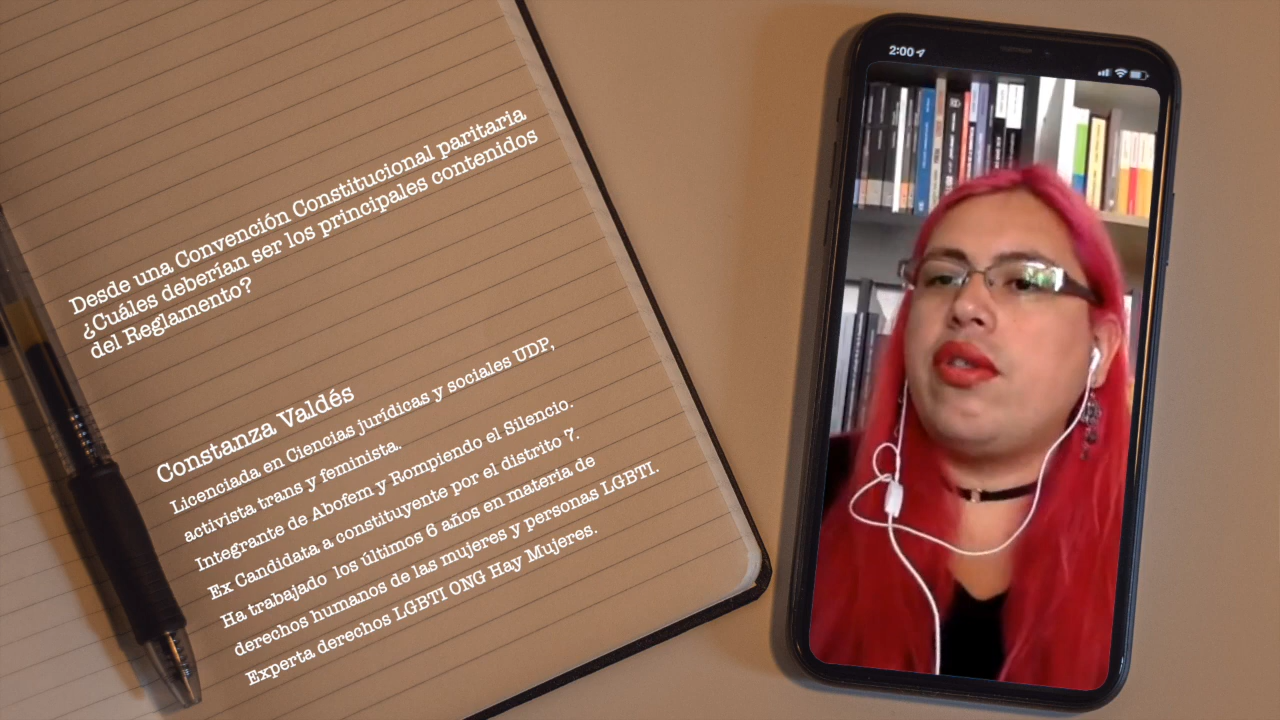 Desde una Convención Constitucional paritaria
¿Cuáles deberían ser los principales contenidos
del Reglamento?
Constanza Valdés
Licenciada en Ciencias jurídicas y sociales UDP,
activista trans y feminista.
Integrante de Abofem y Rompiendo el Silencio.
Ex Candidata a constituyente por el distrito 7.
Ha trabajado los últimos 6 años en materia de
derechos humanos de las mujeres y personas LGBTI.
Experta derechos LGBTI ONG Hay Mujeres.
2:00